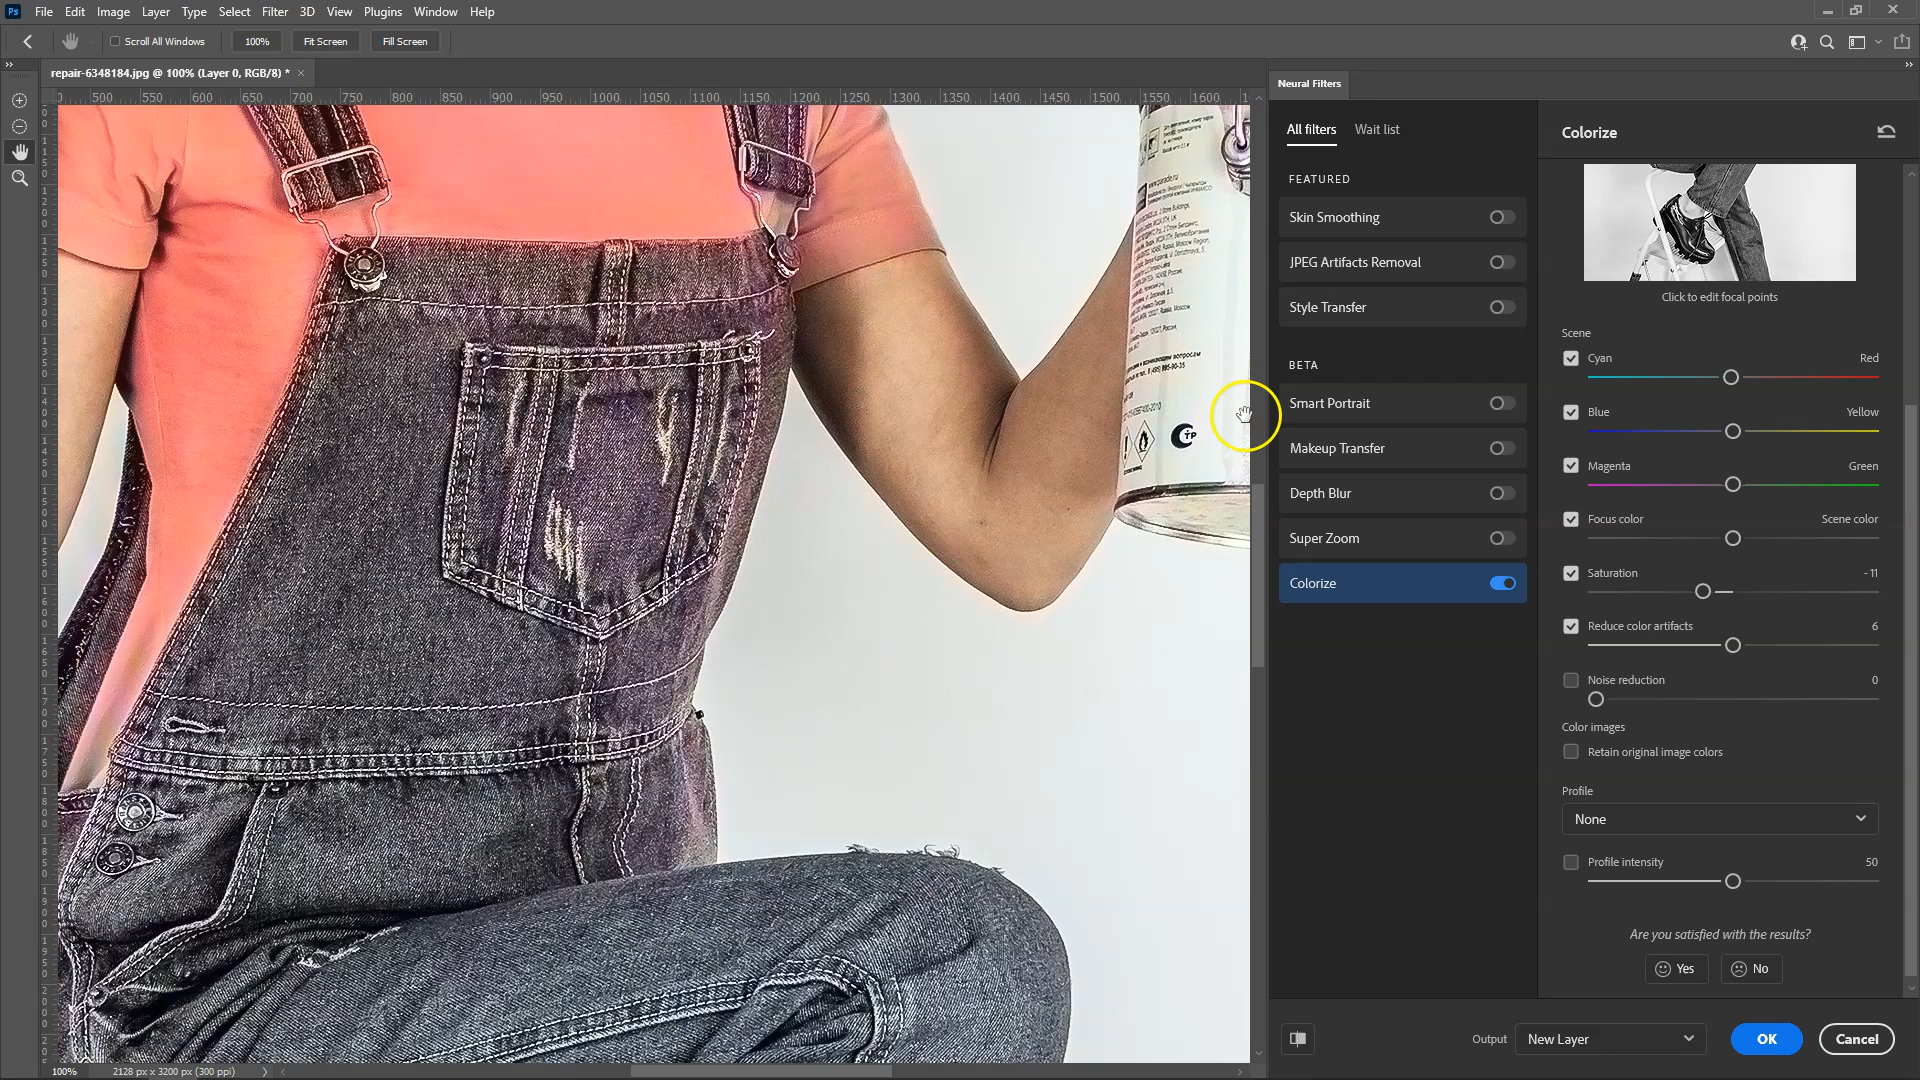 Ps File Edit Image Layer Type Select Filter 3D View Plugins Window Help
Scroll All Windows 100% Fit Screen Fill Screen
repair-6348184.jpg @ 100% (Layer 0, RGB/8) * ×
500 550 600 650 700 750 800 850 900 950 1000 1050 1100 1150 1200 1250 1300 1350 1400 1450 1500 1550 1600
Neural Filters
All filters Wait list
FEATURED
Skin Smoothing
JPEG Artifacts Removal
Style Transfer
BETA
Smart Portrait
Makeup Transfer
Depth Blur
Super Zoom
Colorize
Colorize
Click to edit focal points
Scene
Cyan Red
Blue Yellow
Magenta Green
Focus color Scene color
Saturation -11
Reduce color artifacts 6
Noise reduction 0
Color images
Retain original image colors
Profile
None
Profile intensity 50
Are you satisfied with the results?
Yes No
Output New Layer OK Cancel
100% 2128 px x 3200 px (300 ppi)